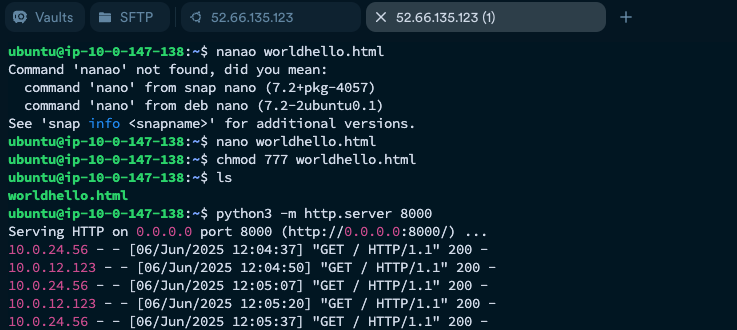 Vaults SFTP 52.66.135.123 52.66.135.123 (1)
ubuntu@ip-10-0-147-138:~$ nanao worldhello.html
Command 'nanao' not found, did you mean:
  command 'nano' from snap nano (7.2+pkg-4057)
  command 'nano' from deb nano (7.2-2ubuntu0.1)
See 'snap info <snapname>' for additional versions.
ubuntu@ip-10-0-147-138:~$ nano worldhello.html
ubuntu@ip-10-0-147-138:~$ chmod 777 worldhello.html
ubuntu@ip-10-0-147-138:~$ ls
worldhello.html
ubuntu@ip-10-0-147-138:~$ python3 -m http.server 8000
Serving HTTP on 0.0.0.0 port 8000 (http://0.0.0.0:8000/) ...
10.0.24.56 - - [06/Jun/2025 12:04:37] "GET / HTTP/1.1" 200 -
10.0.12.123 - - [06/Jun/2025 12:04:50] "GET / HTTP/1.1" 200 -
10.0.24.56 - - [06/Jun/2025 12:05:07] "GET / HTTP/1.1" 200 -
10.0.12.123 - - [06/Jun/2025 12:05:20] "GET / HTTP/1.1" 200 -
10.0.24.56 - - [06/Jun/2025 12:05:37] "GET / HTTP/1.1" 200 -